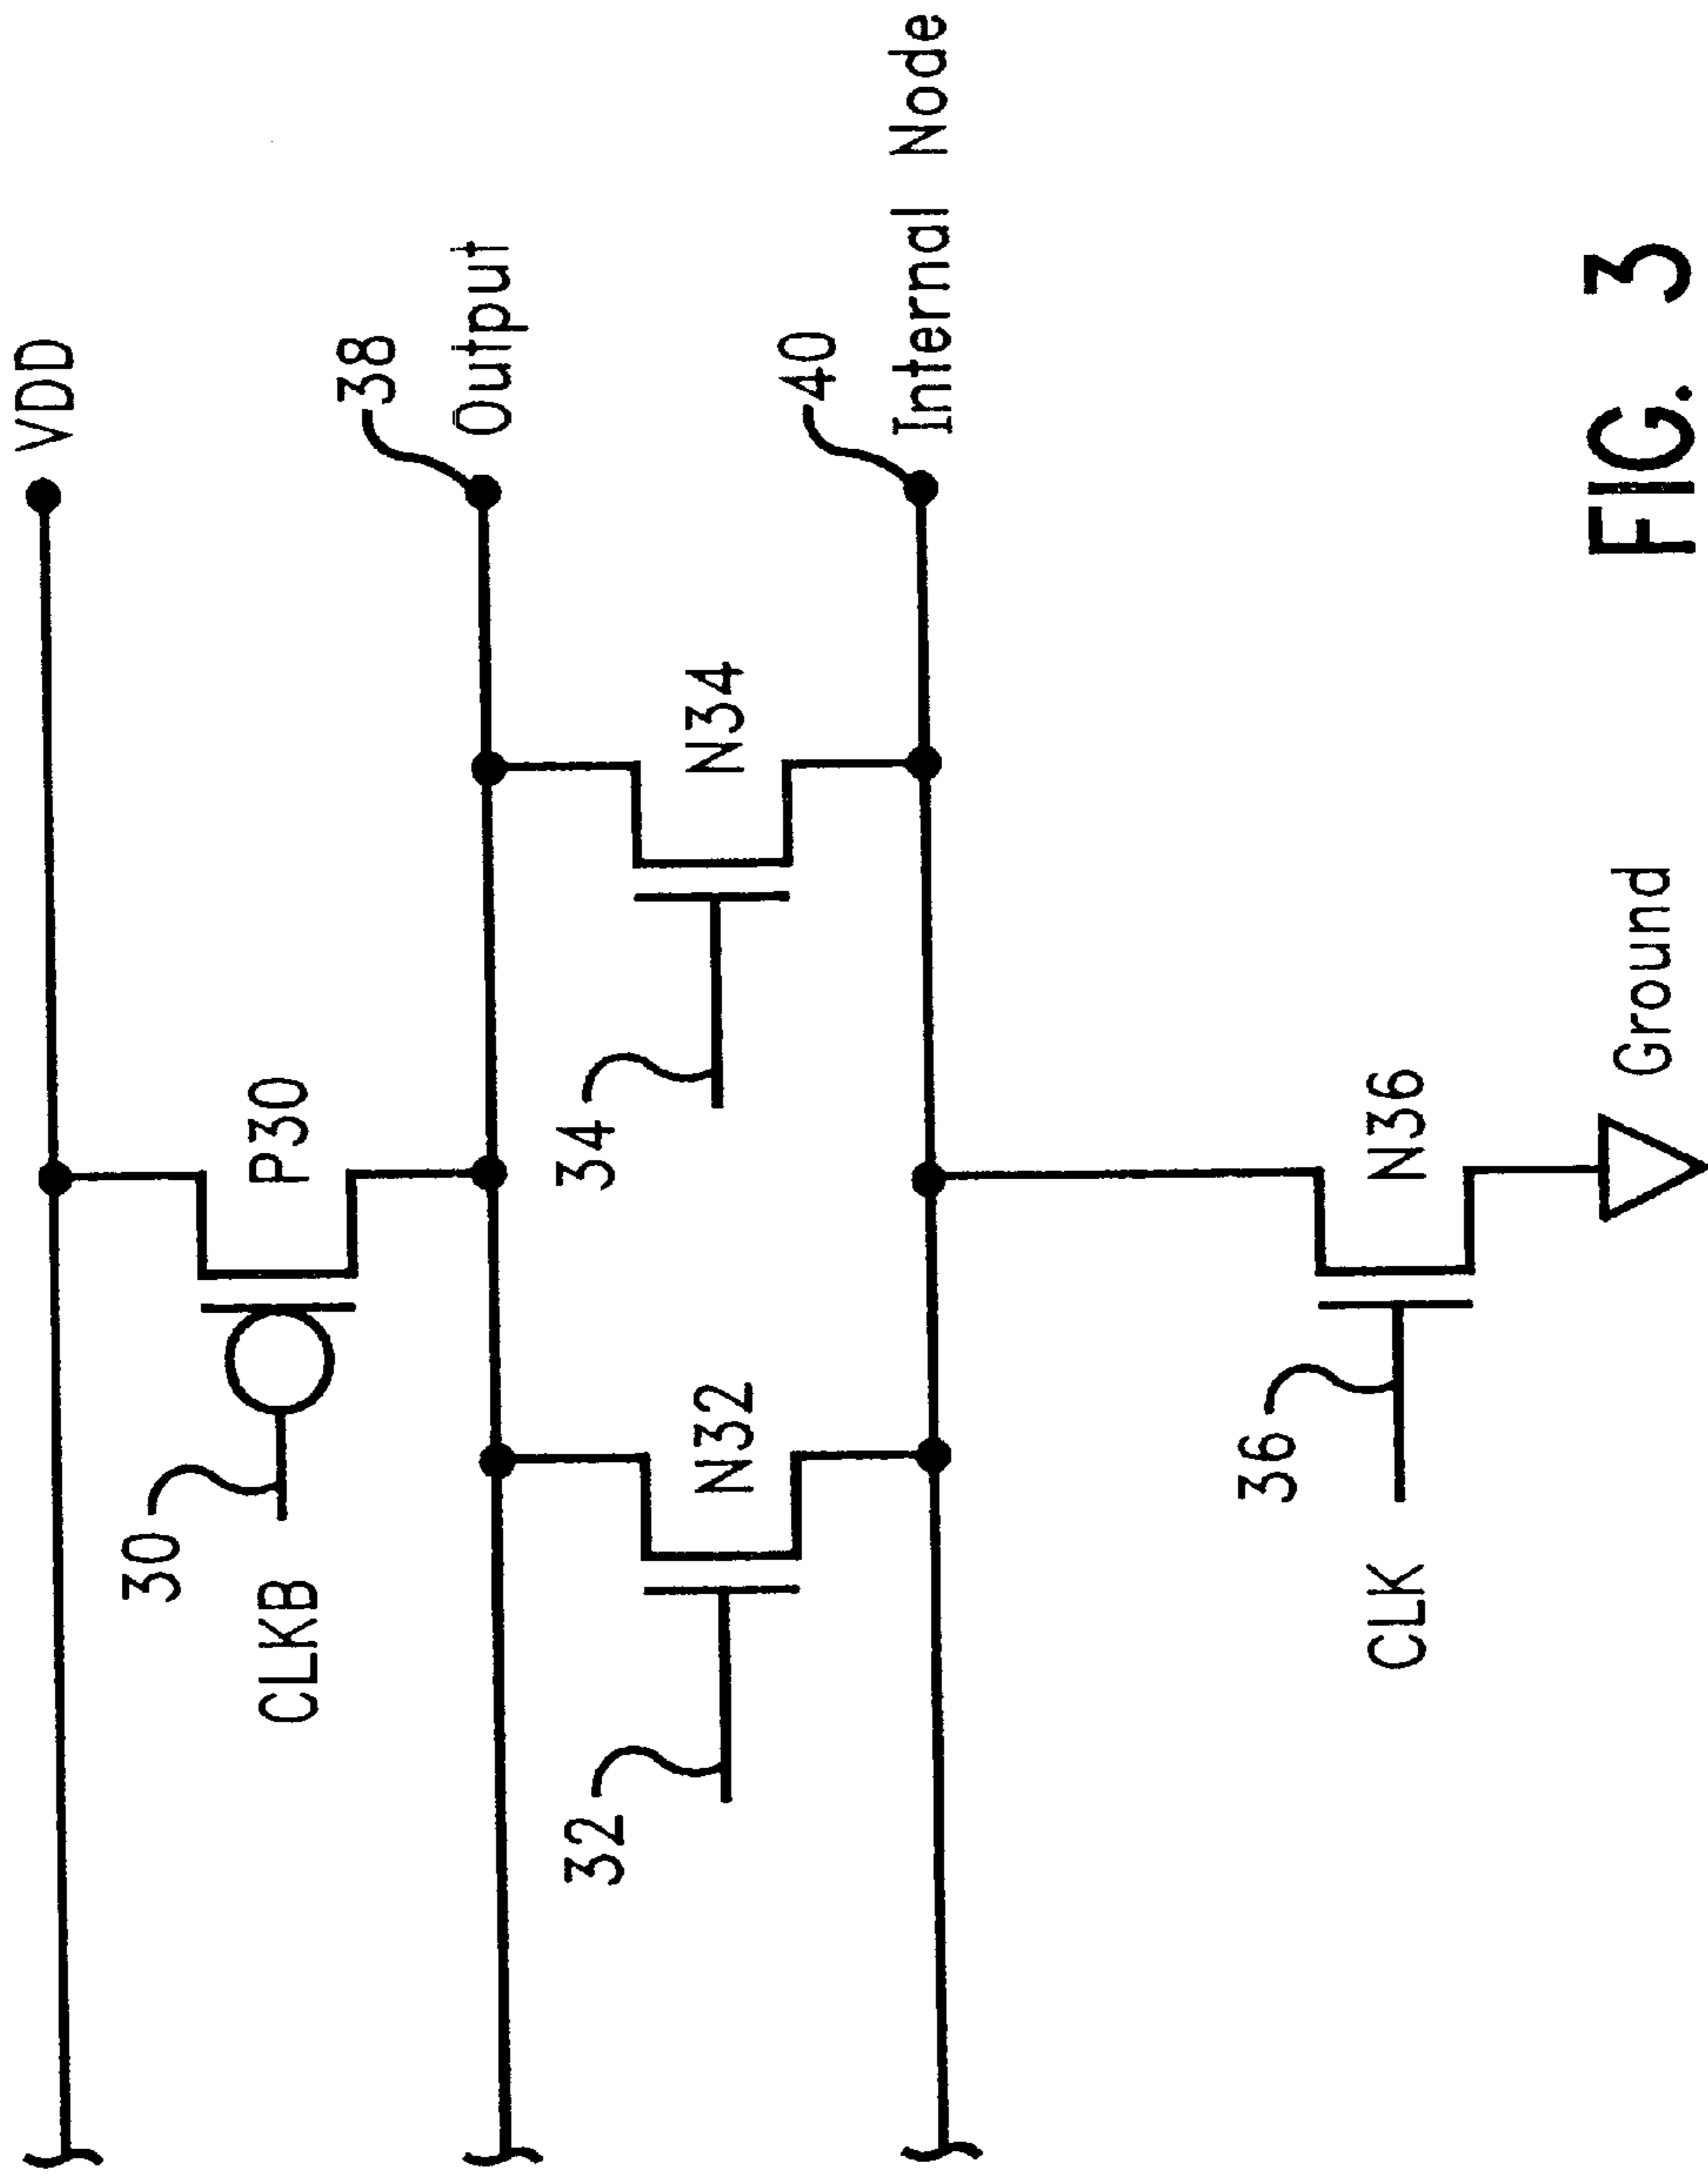 VDD
30
CLKB
P30
38
Output
32
N32
34
N34
40
Internal Node
36
CLK
N36
Ground
FIG. 3